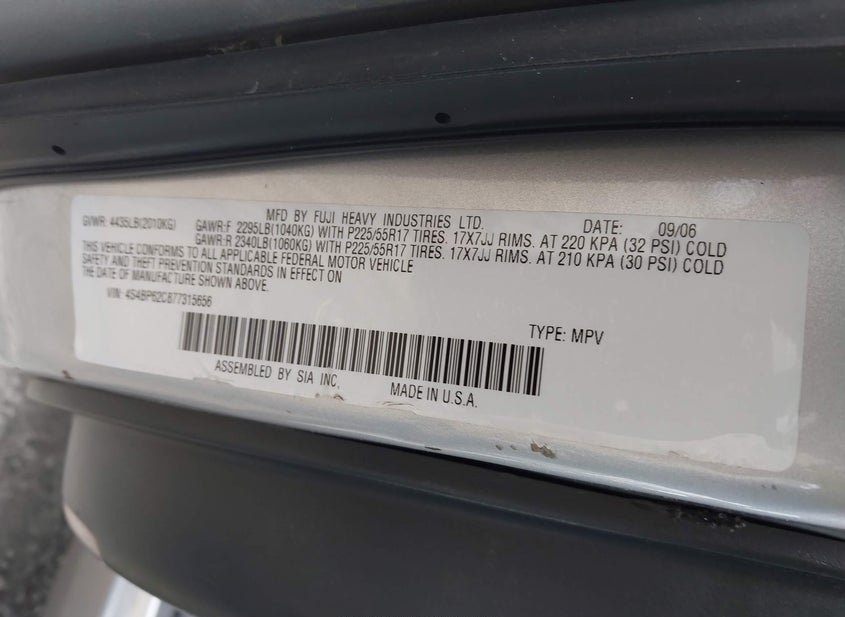 MFD BY FUJI HEAVY INDUSTRIES LTD. DATE: 09/06
GVWR: 4435LB(2010KG) GAWR:F 2295LB(1040KG) WITH P225/55R17 TIRES. 17X7JJ RIMS. AT 220 KPA (32 PSI) COLD
GAWR:R 2340LB(1060KG) WITH P225/55R17 TIRES. 17X7JJ RIMS. AT 210 KPA (30 PSI) COLD
THIS VEHICLE CONFORMS TO ALL APPLICABLE FEDERAL MOTOR VEHICLE
SAFETY AND THEFT PREVENTION STANDARDS IN EFFECT ON
THE DATE OF MANUFACTURE SHOWN ABOVE.
VIN: 4S4BP62C877315656
TYPE: MPV
ASSEMBLED BY SIA INC.
MADE IN U.S.A.